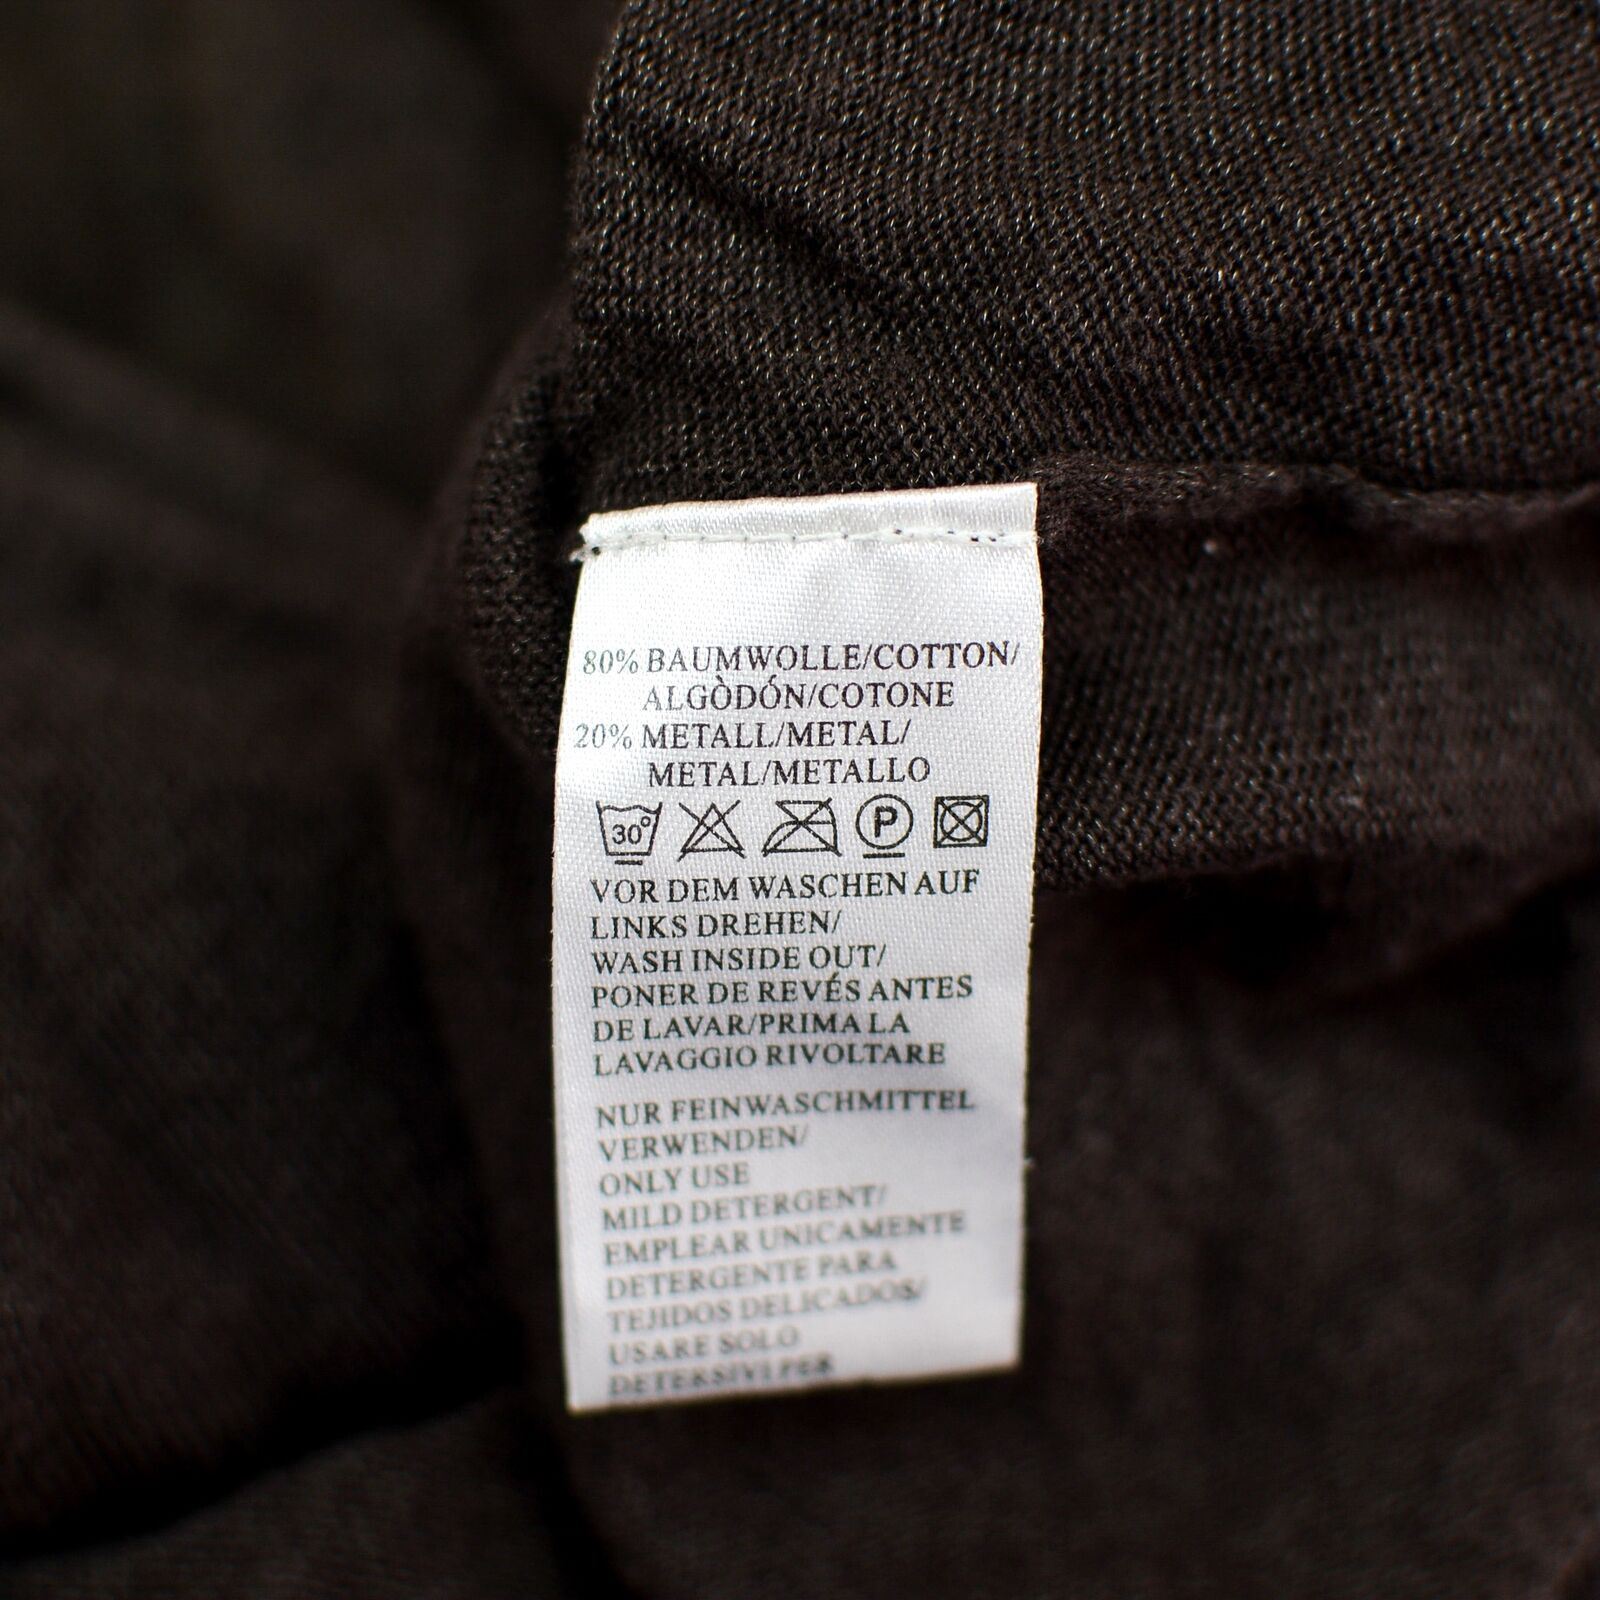 80% BAUMWOLLE/COTTON/
ALGÒDÓN/COTONE
20% METALL/METAL/
METAL/METALLO
30° P
VOR DEM WASCHEN AUF
LINKS DREHEN/
WASH INSIDE OUT/
PONER DE REVÉS ANTES
DE LAVAR/PRIMA LA
LAVAGGIO RIVOLTARE
NUR FEINWASCHMITTEL
VERWENDEN/
ONLY USE
MILD DETERGENT/
EMPLEAR UNICAMENTE
DETERGENTE PARA
TEJIDOS DELICADOS/
USARE SOLO
DETERSIVI PER